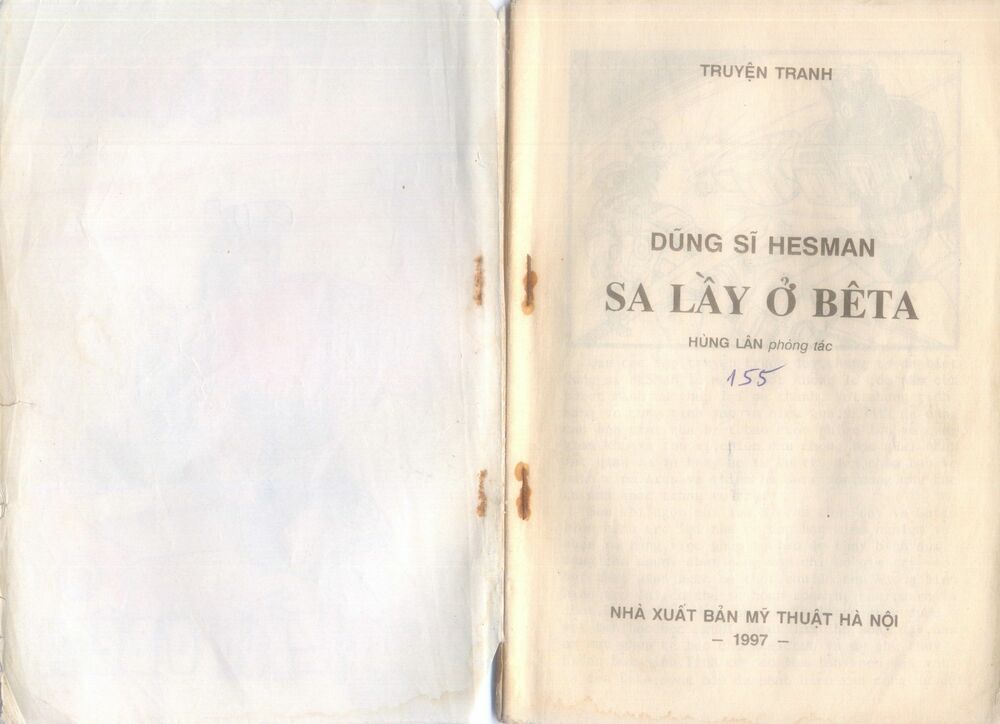 TRUYỆN TRANH
DŨNG SĨ HESMAN
SA LẦY Ở BÊTA
HÙNG LÂN phóng tác
155
NHÀ XUẤT BẢN MỸ THUẬT HÀ NỘI
– 1997 –